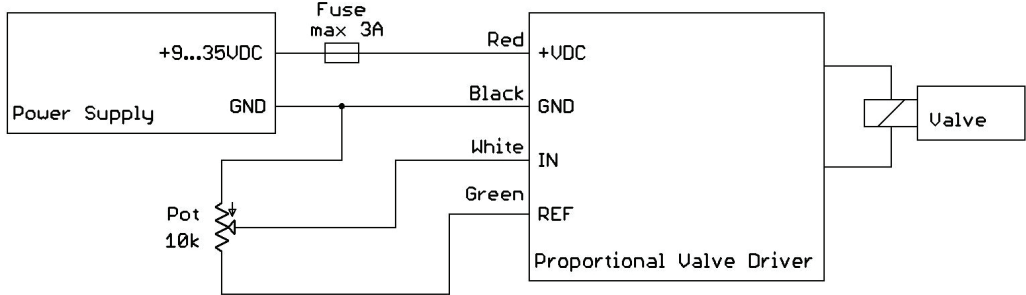 Fuse
max 3A
Red
+9...35VDC
+VDC
Black
GND
GND
Power Supply
Valve
White
IN
Green
Pot
REF
10k
Proportional Valve Driver